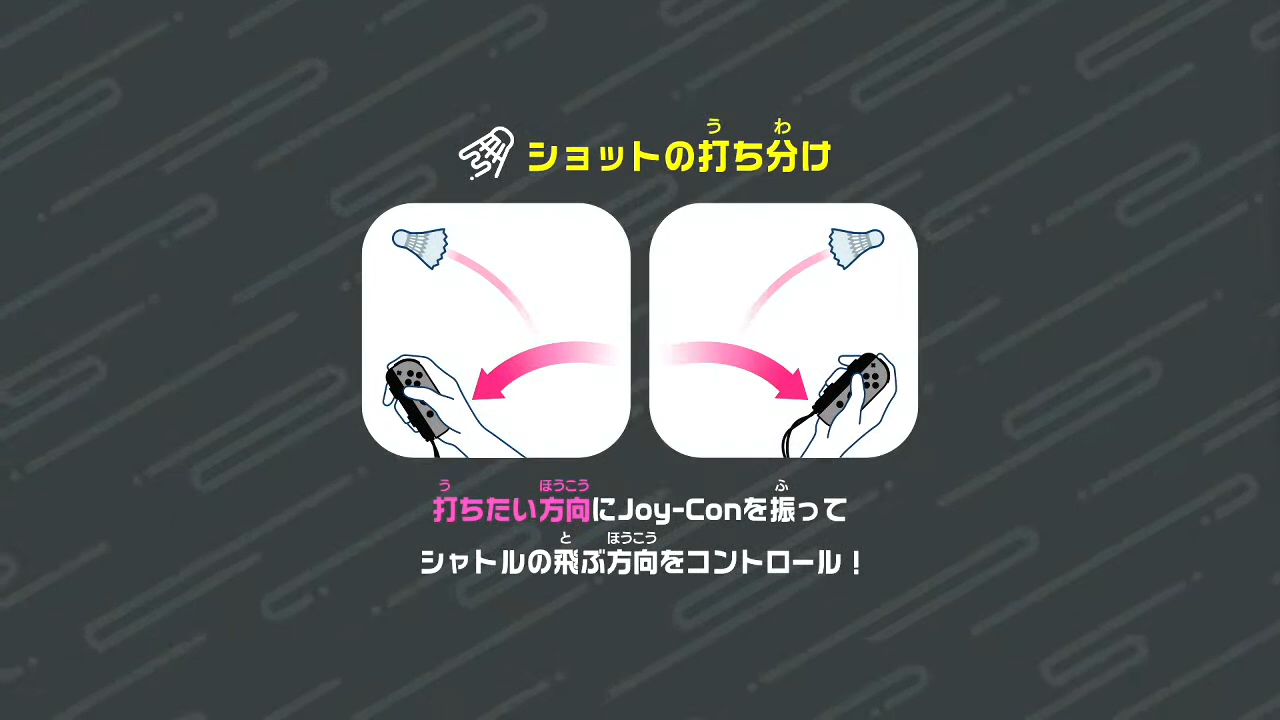 ショットの打ち分け
打ちたい方向にJoy-Conを振って
シャトルの飛ぶ方向をコントロール！